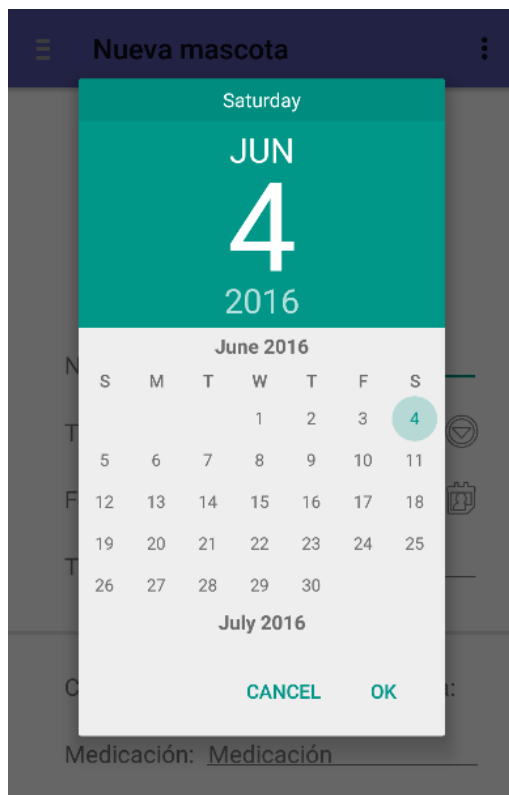 Nueva mascota
Saturday
JUN
4
2016
June 2016
S M T W T F S
1 2 3 4
5 6 7 8 9 10 11
12 13 14 15 16 17 18
19 20 21 22 23 24 25
26 27 28 29 30
July 2016
CANCEL OK
Medicación: Medicación